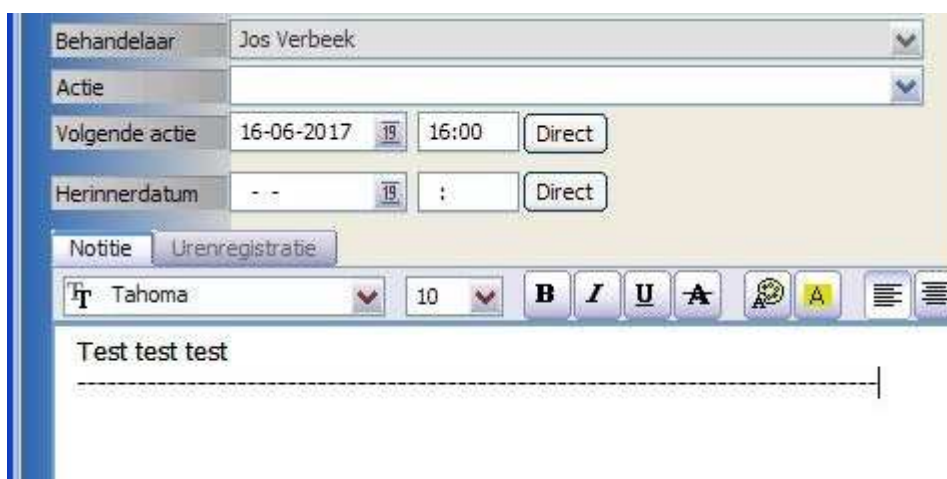 Behandelaar Jos Verbeek
Actie
Volgende actie 16-06-2017 19 16:00 Direct
Herinnerdatum - - 19 : Direct
Notitie Urenregistratie
Tr Tahoma 10 B I U A A A
Test test test
--------------------------------------------------------------------------------